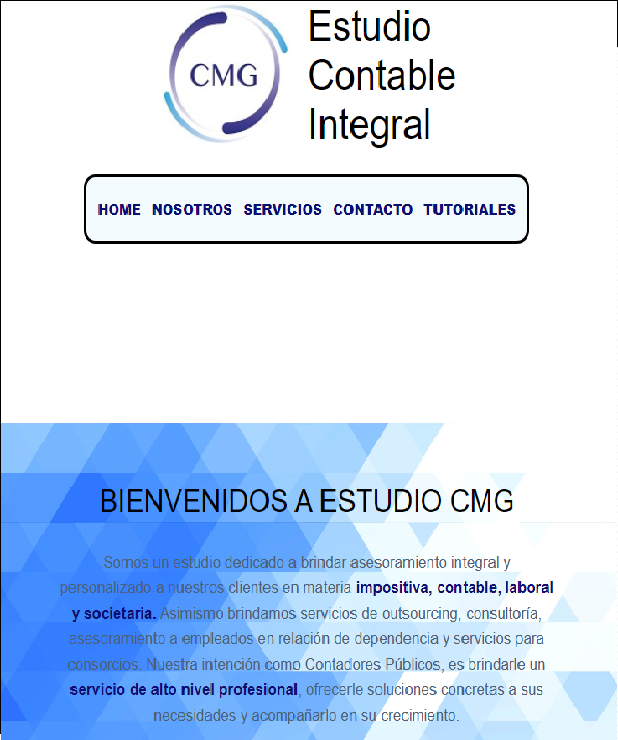 CMG
Estudio
Contable
Integral
HOME NOSOTROS SERVICIOS CONTACTO TUTORIALES
BIENVENIDOS A ESTUDIO CMG
Somos un estudio dedicado a brindar asesoramiento integral y
personalizado a nuestros clientes en materia impositiva, contable, laboral
y societaria. Asimismo brindamos servicios de outsourcing, consultoría,
asesoramiento a empleados en relación de dependencia y servicios para
consorcios. Nuestra intención como Contadores Públicos, es brindarle un
servicio de alto nivel profesional, ofrecerle soluciones concretas a sus
necesidades y acompañarlo en su crecimiento.